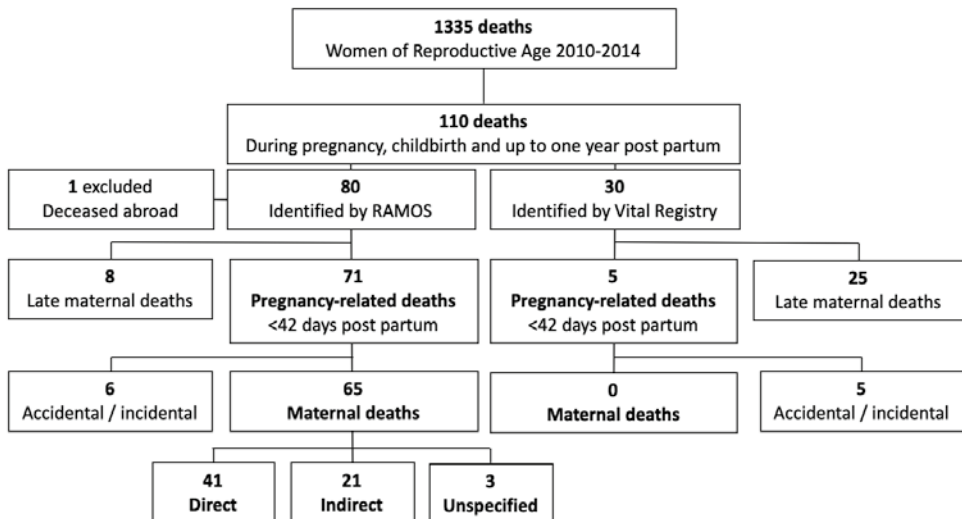 1335 deaths
Women of Reproductive Age 2010-2014
110 deaths
During pregnancy, childbirth and up to one year post partum
1 excluded
Deceased abroad
80
Identified by RAMOS
30
Identified by Vital Registry
8
Late maternal deaths
71
Pregnancy-related deaths
<42 days post partum
5
Pregnancy-related deaths
<42 days post partum
25
Late maternal deaths
6
Accidental / incidental
65
Maternal deaths
0
Maternal deaths
5
Accidental / incidental
41
Direct
21
Indirect
3
Unspecified